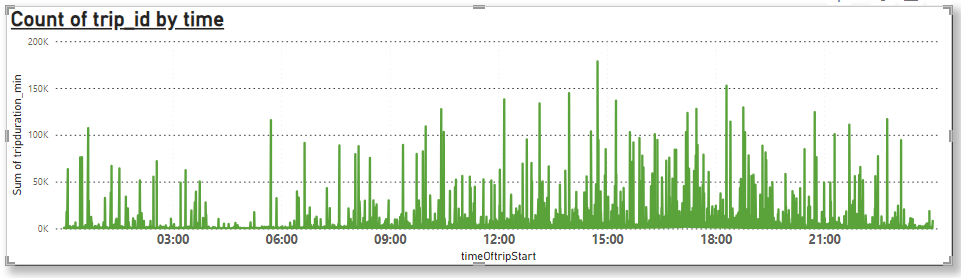 Count of trip_id by time
200K
150K
100K
50K
0K
Sum of tripduration_min
03:00 06:00 09:00 12:00 15:00 18:00 21:00
timeOftripStart